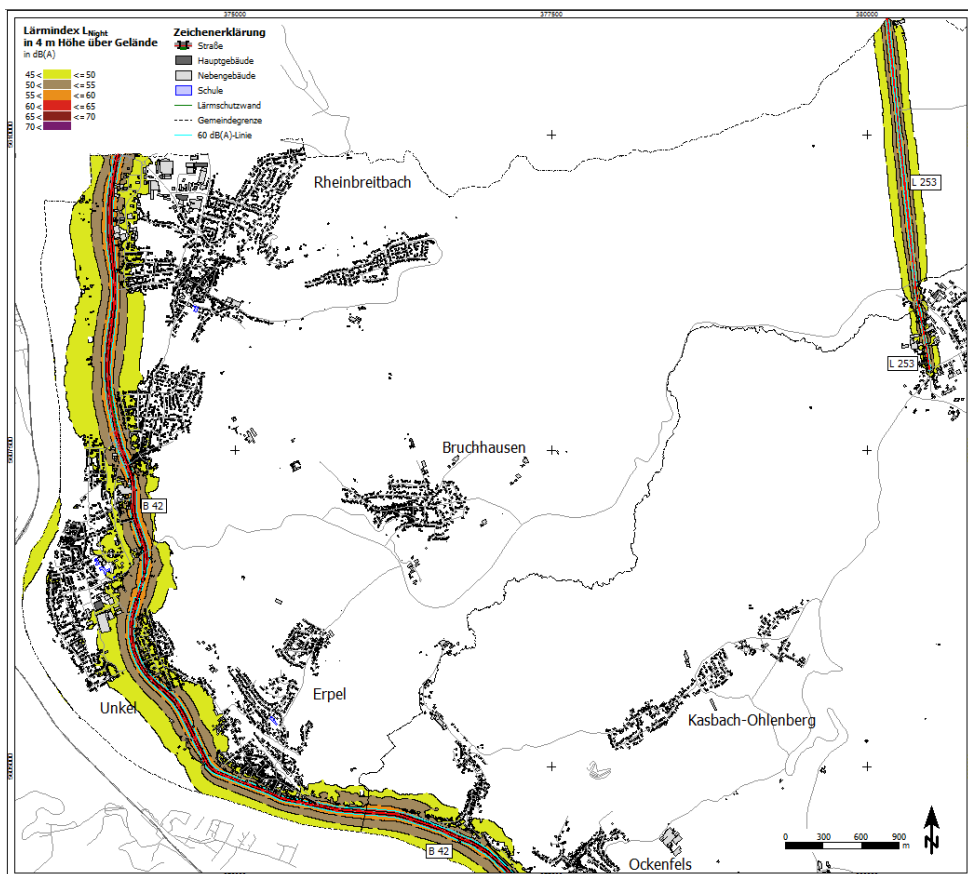 380000
Lärmindex LNight
in 4 m Höhe über Gelände
in dB(A)
45 < <= 50
50 < <= 55
55 < <= 60
60 < <= 65
65 < <= 70
70 <
Zeichenerklärung
Straße
Hauptgebäude
Nebengebäude
Schule
Lärmschutzwand
Gemeindegrenze
60 dB(A)-Linie
Rheinbreitbach
L 253
L 253
Bruchhausen
B 42
Unkel
Erpel
Kasbach-Ohlenberg
B 42
Ockenfels
0 300 600 900
m
N